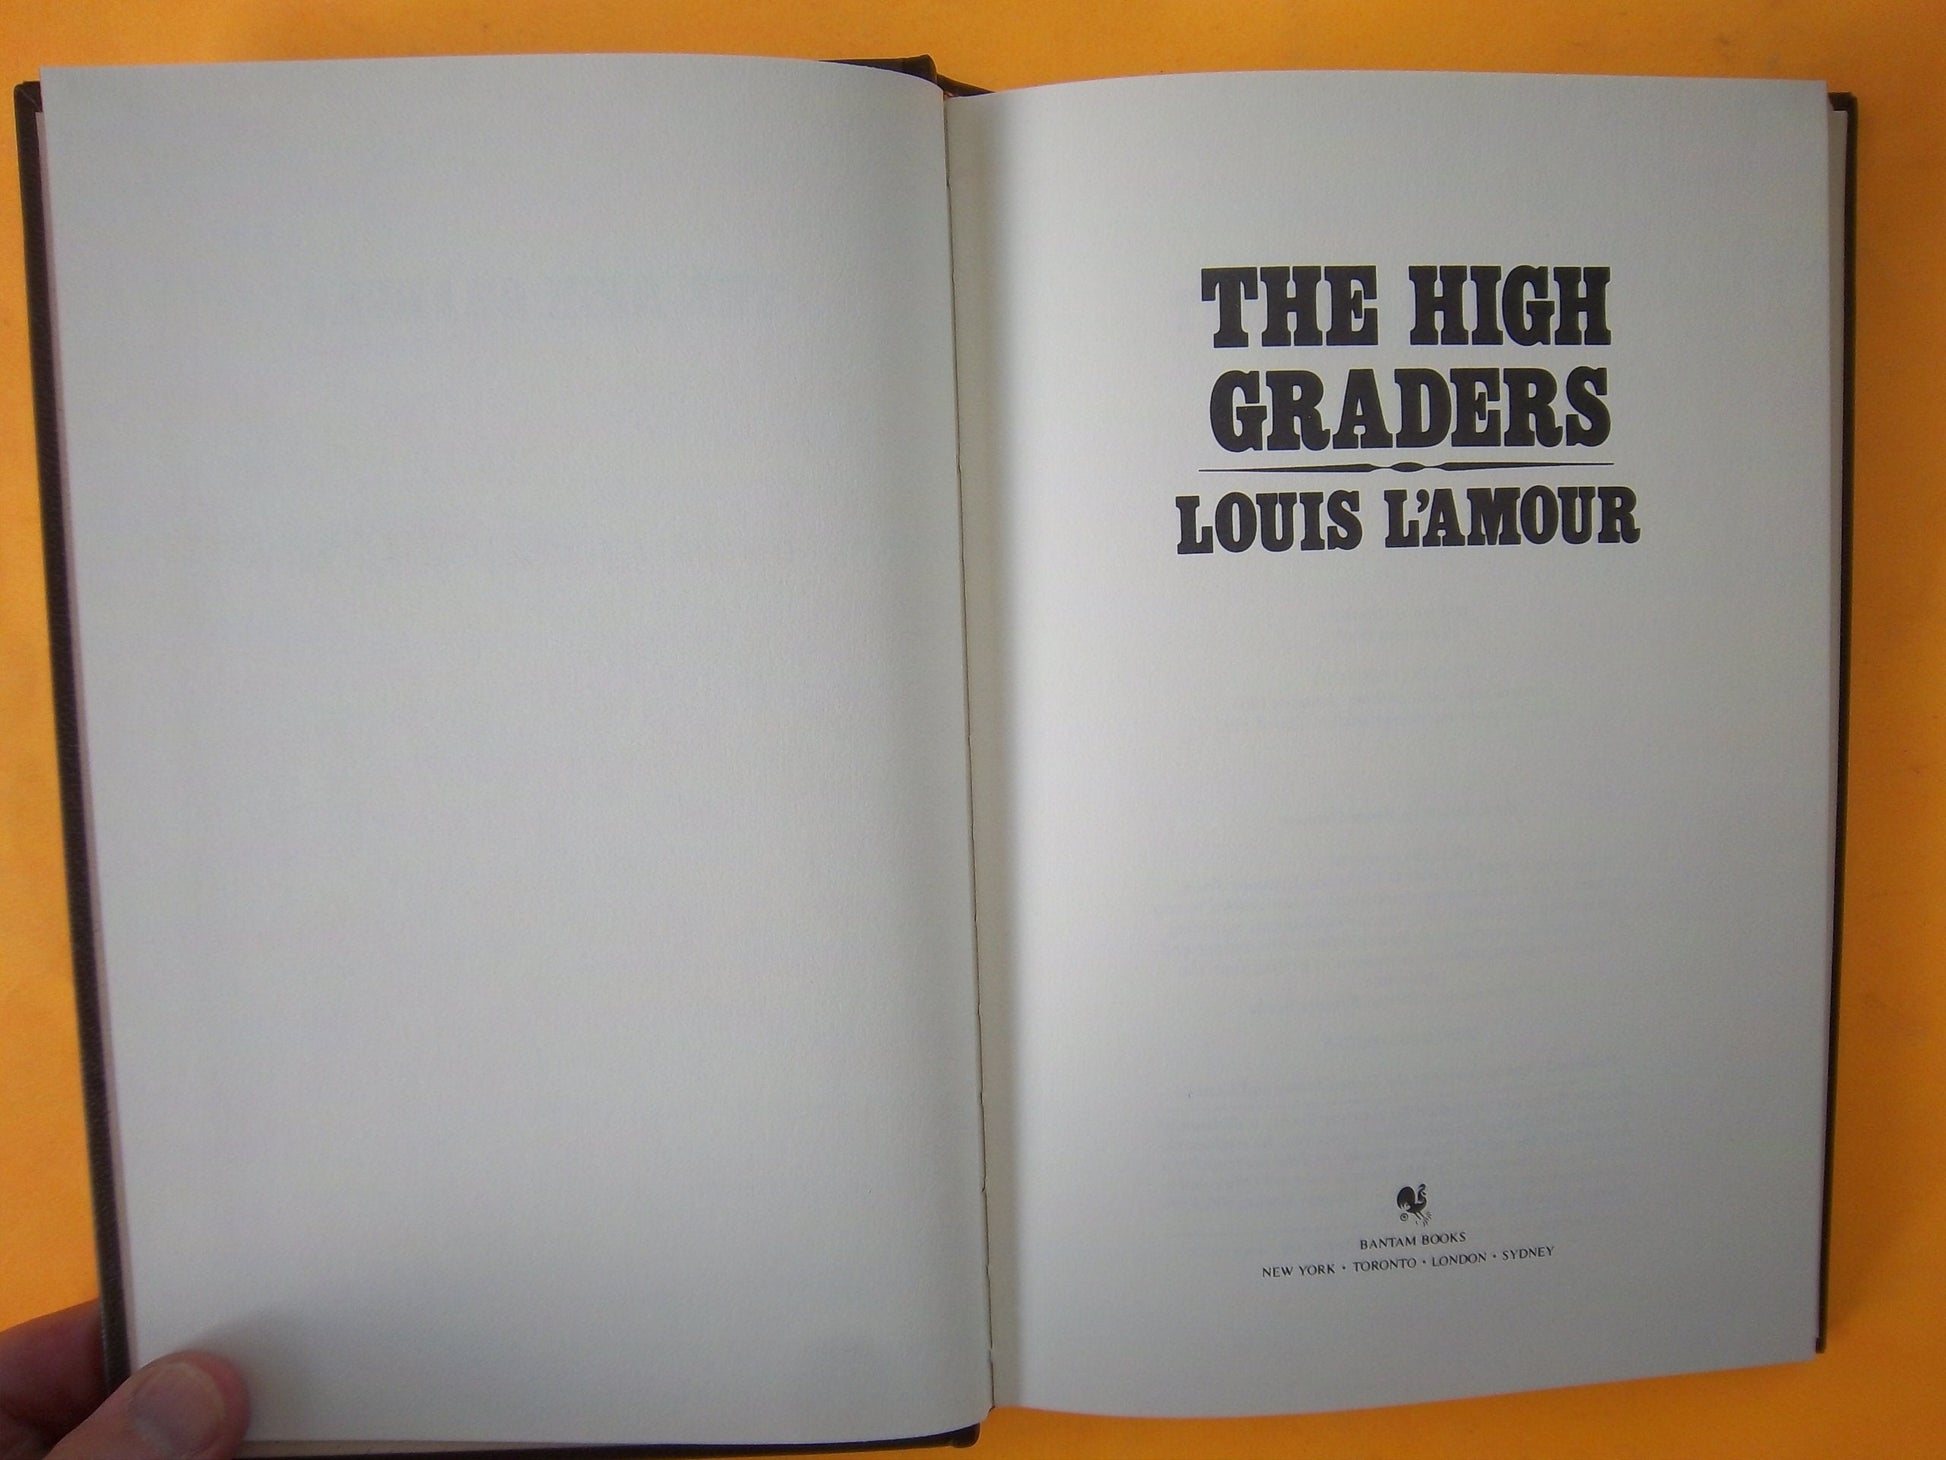 THE HIGH
GRADERS
LOUIS L'AMOUR
BANTAM BOOKS
NEW YORK • TORONTO • LONDON • SYDNEY